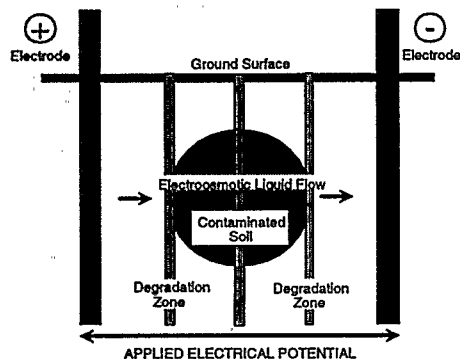 +
-
Electrode
Electrode
Ground Surface
Electroosmotic Liquid Flow
Contaminated
Soil
Degradation
Zone
Degradation
Zone
APPLIED ELECTRICAL POTENTIAL